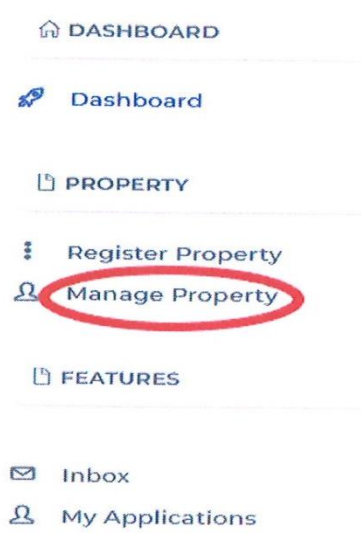 DASHBOARD
Dashboard
PROPERTY
Register Property
Manage Property
FEATURES
Inbox
My Applications